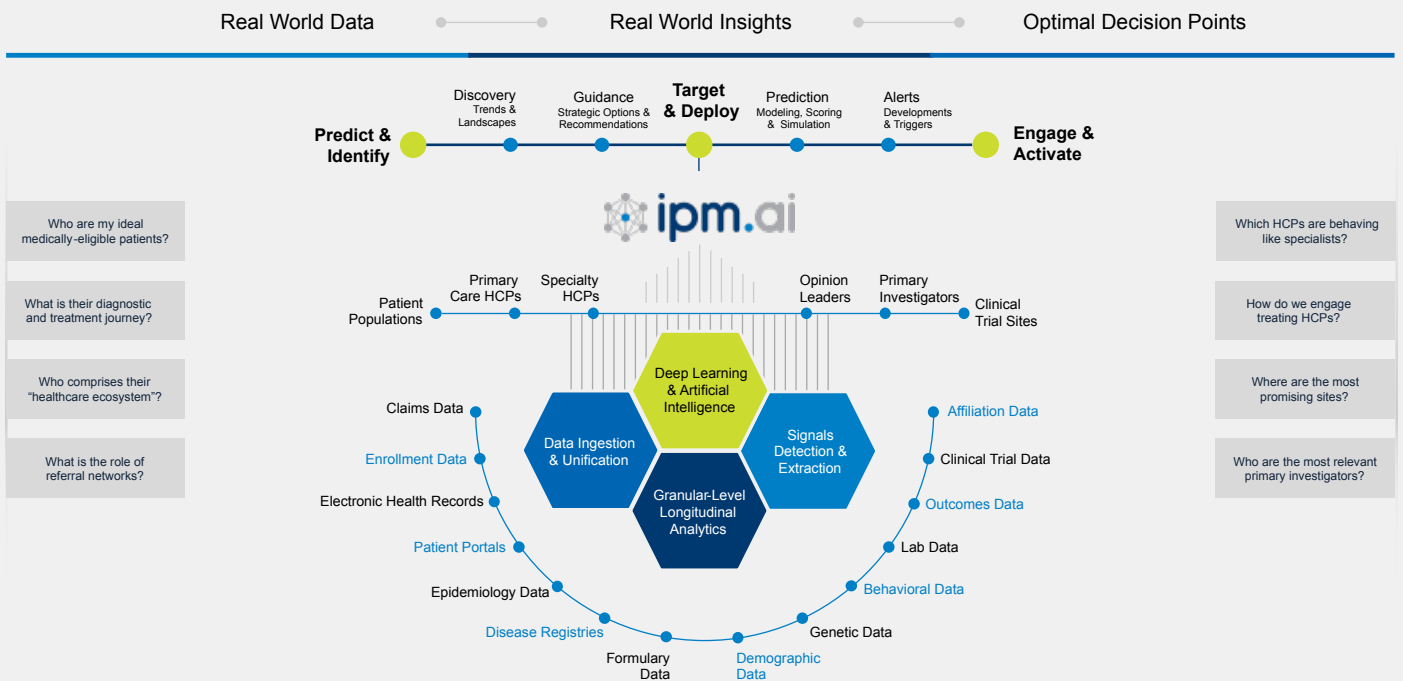 Real World Data
Real World Insights
Optimal Decision Points
Predict &
Identify
Discovery
Trends &
Landscapes
Guidance
Strategic Options &
Recommendations
Target
& Deploy
Prediction
Modeling, Scoring
& Simulation
Alerts
Developments
& Triggers
Engage &
Activate
ipm.ai
Who are my ideal
medically-eligible patients?
What is their diagnostic
and treatment journey?
Who comprises their
“healthcare ecosystem”?
What is the role of
referral networks?
Patient
Populations
Primary
Care HCPs
Specialty
HCPs
Opinion
Leaders
Primary
Investigators
Clinical
Trial Sites
Which HCPs are behaving
like specialists?
How do we engage
treating HCPs?
Where are the most
promising sites?
Who are the most relevant
primary investigators?
Deep Learning
& Artificial
Intelligence
Data Ingestion
& Unification
Signals
Detection &
Extraction
Granular-Level
Longitudinal
Analytics
Claims Data
Enrollment Data
Electronic Health Records
Patient Portals
Epidemiology Data
Disease Registries
Formulary
Data
Demographic
Data
Genetic Data
Behavioral Data
Lab Data
Outcomes Data
Clinical Trial Data
Affiliation Data